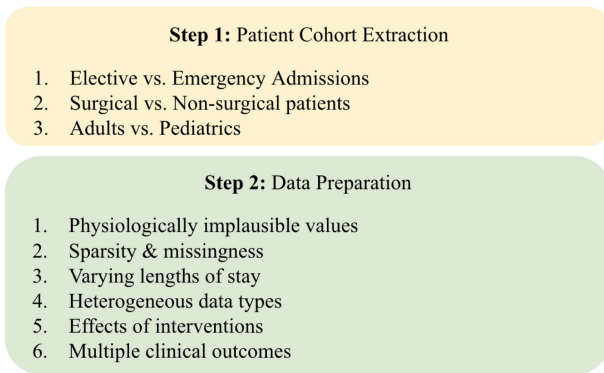 Step 1: Patient Cohort Extraction
1. Elective vs. Emergency Admissions
2. Surgical vs. Non-surgical patients
3. Adults vs. Pediatrics
Step 2: Data Preparation
1. Physiologically implausible values
2. Sparsity & missingness
3. Varying lengths of stay
4. Heterogeneous data types
5. Effects of interventions
6. Multiple clinical outcomes